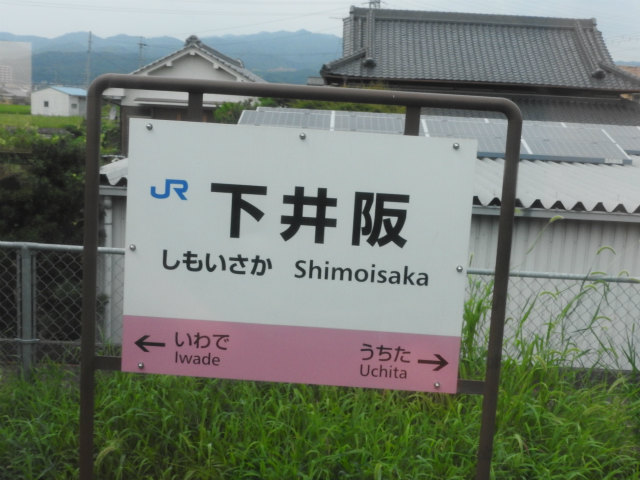 JR 下井阪
しもいさか Shimoisaka
← いわで
Iwade
うちた →
Uchita